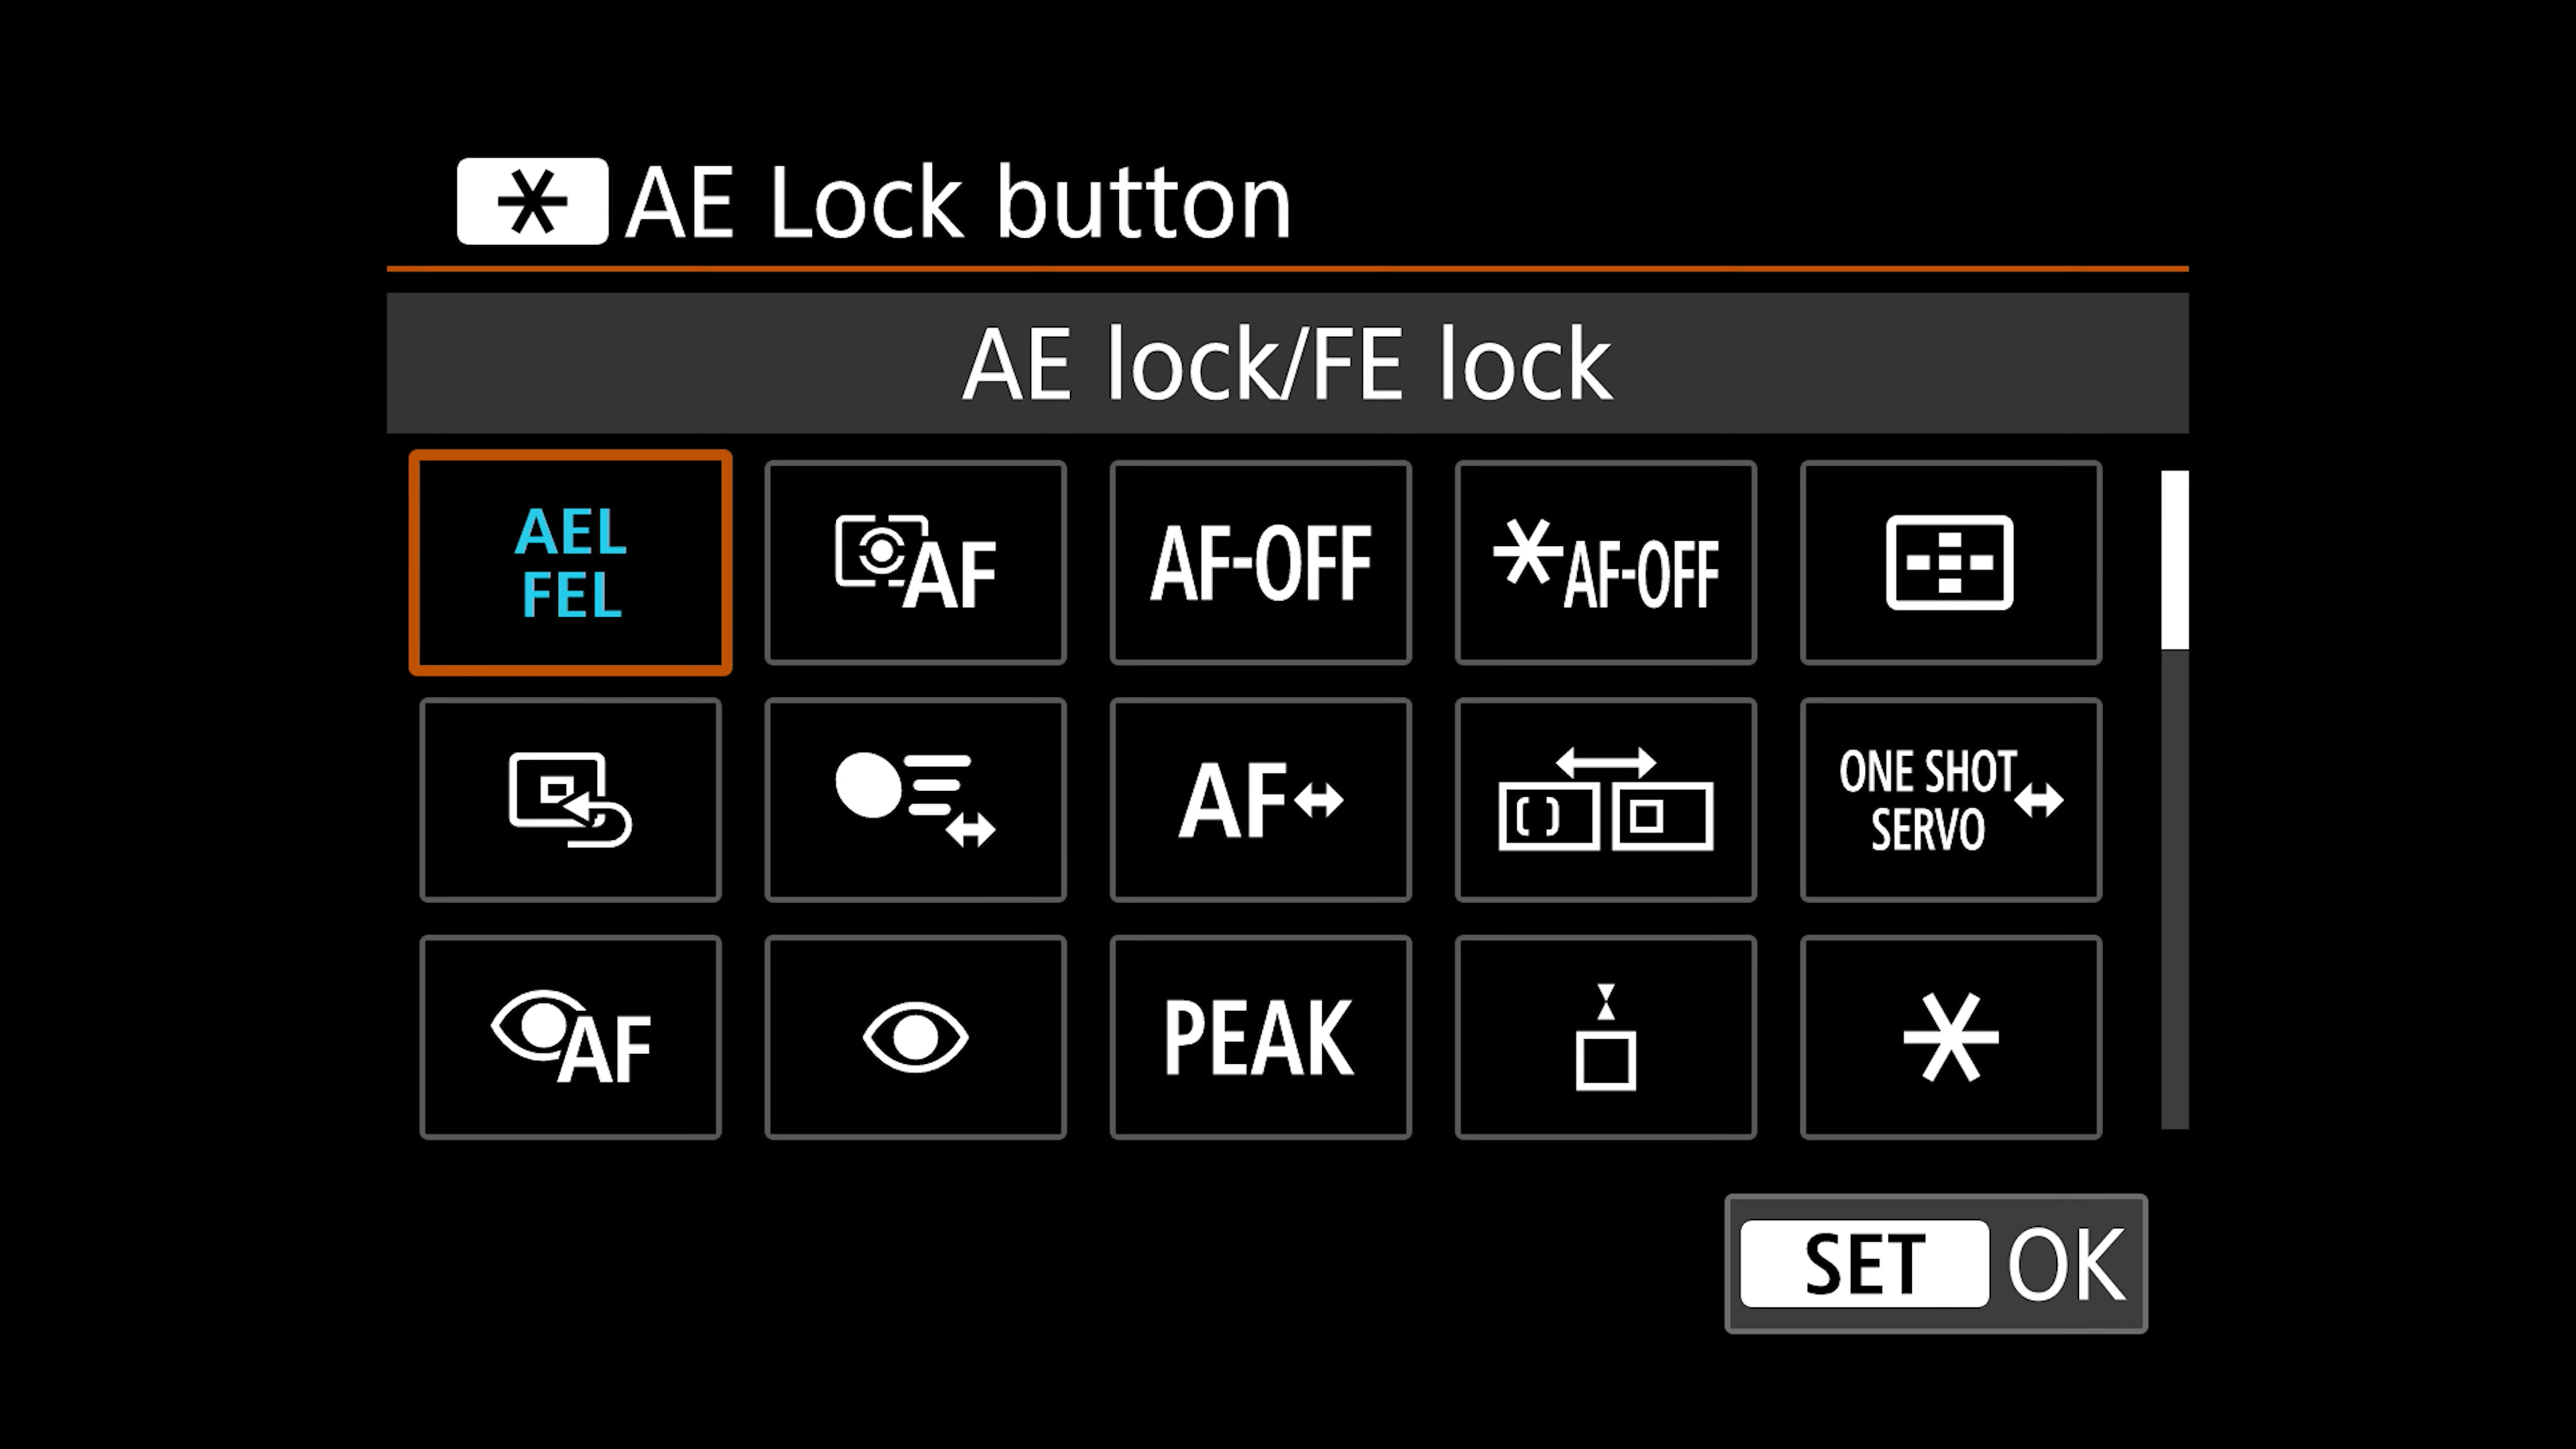 AE Lock button
AE lock/FE lock
AEL
FEL
AF
AF-OFF
AF-OFF
AF
ONE SHOT
SERVO
AF
PEAK
SET OK